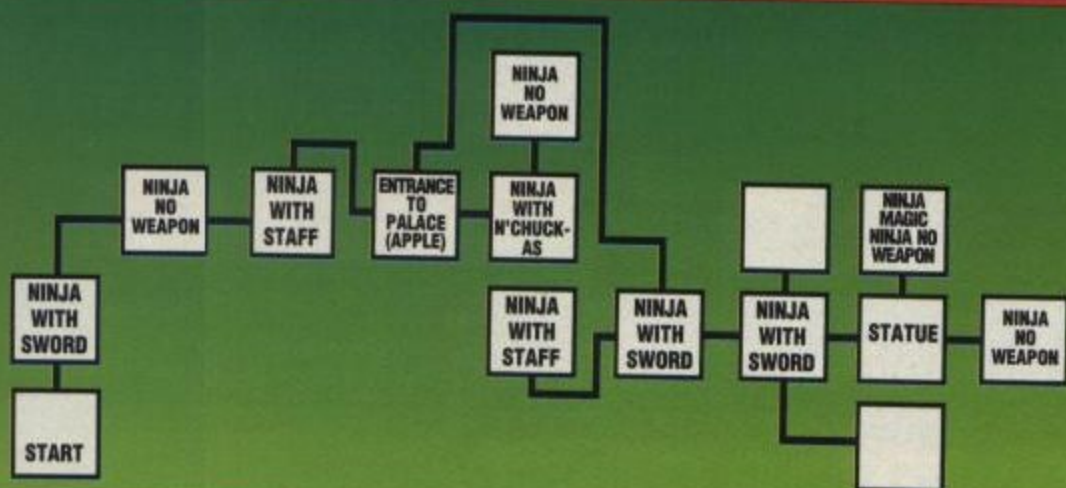 NINJA
NO
WEAPON
NINJA
NO
WEAPON
NINJA
WITH
STAFF
ENTRANCE
TO
PALACE
(APPLE)
NINJA
WITH
N'CHUCK-
AS
NINJA
MAGIC
NINJA NO
WEAPON
NINJA
WITH
SWORD
NINJA
WITH
STAFF
NINJA
WITH
SWORD
NINJA
WITH
SWORD
STATUE
NINJA
NO
WEAPON
START